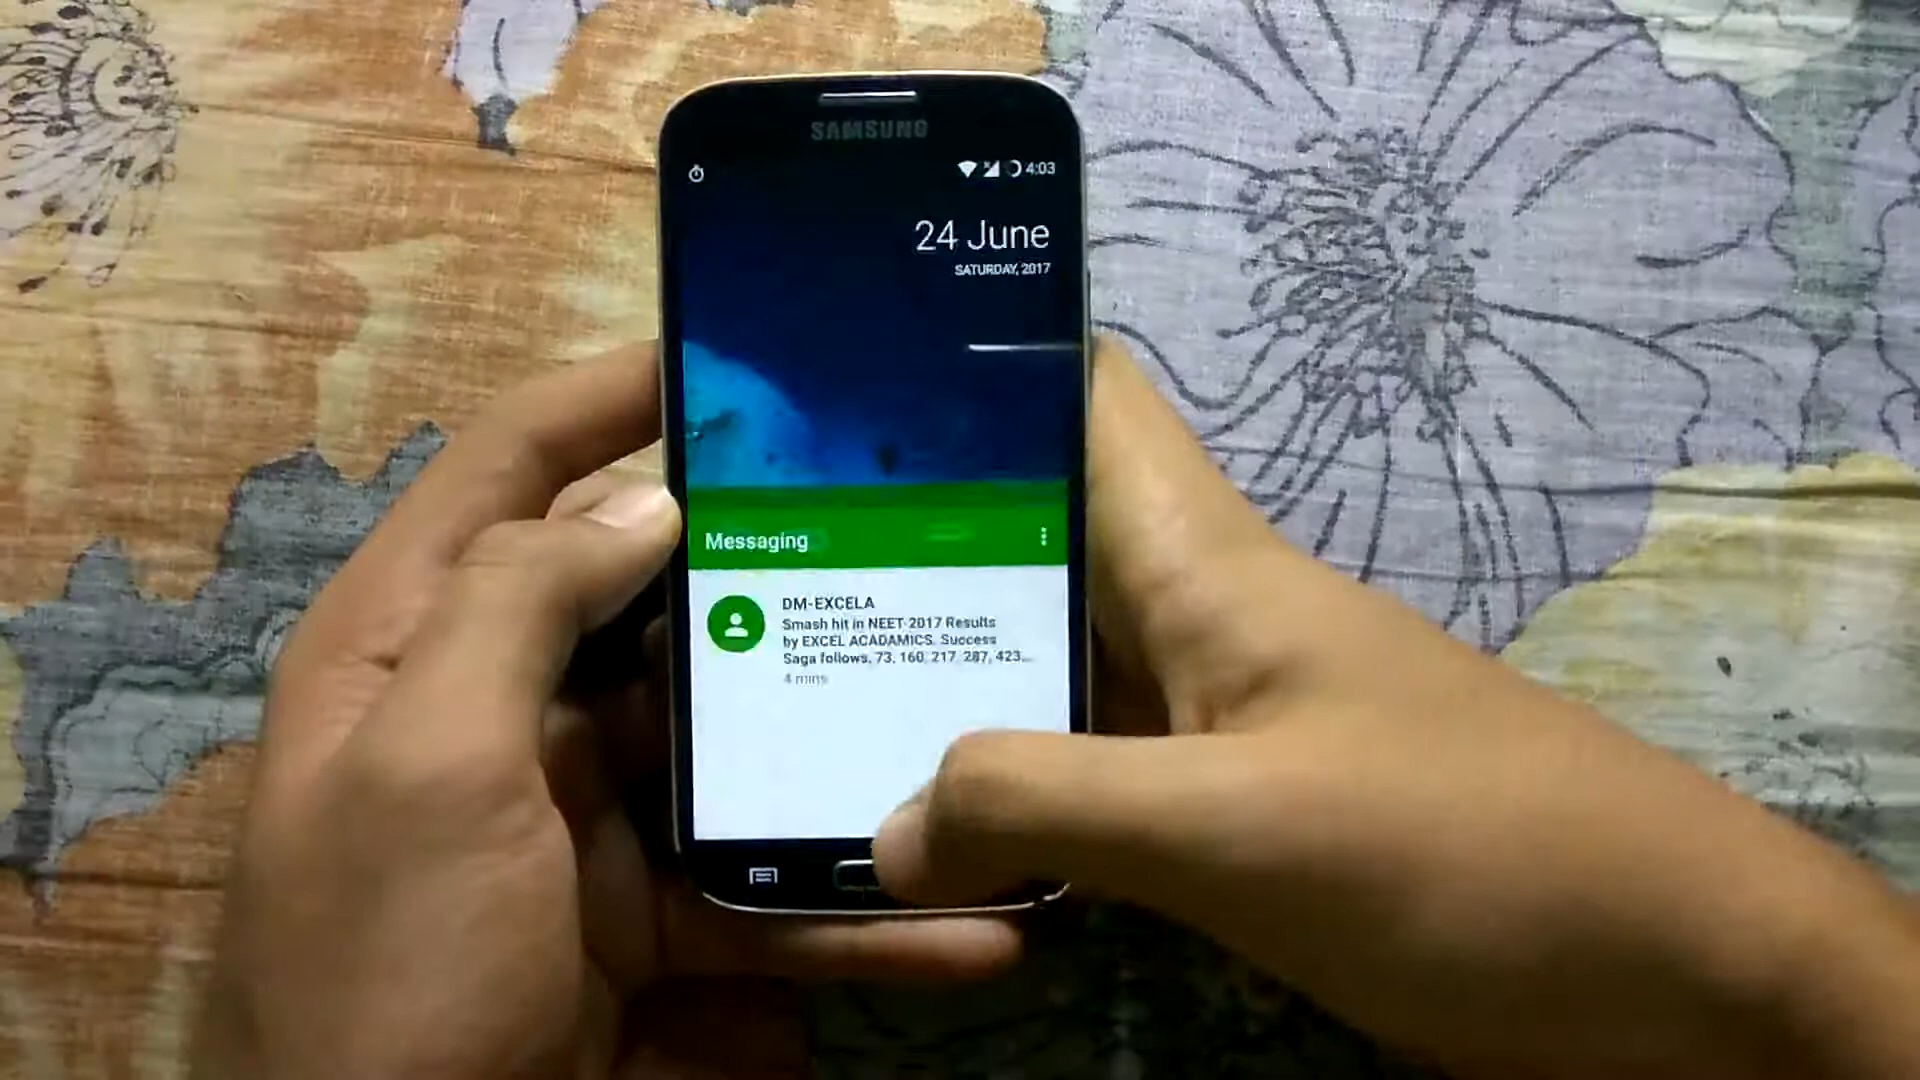 SAMSUNG
4:03
24 June
SATURDAY, 2017
Messaging
DM-EXCELA
Smash hit in NEET-2017 Results
by EXCEL ACADAMICS. Success
Saga follows, 73, 160, 217, 287, 423...
4 mins